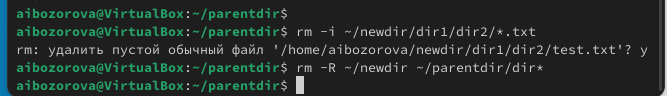 aibozorova@VirtualBox:~/parentdir$
aibozorova@VirtualBox:~/parentdir$ rm -i ~/newdir/dir1/dir2/*.txt
rm: удалить пустой обычный файл '/home/aibozorova/newdir/dir1/dir2/test.txt'? y
aibozorova@VirtualBox:~/parentdir$ rm -R ~/newdir ~/parentdir/dir*
aibozorova@VirtualBox:~/parentdir$